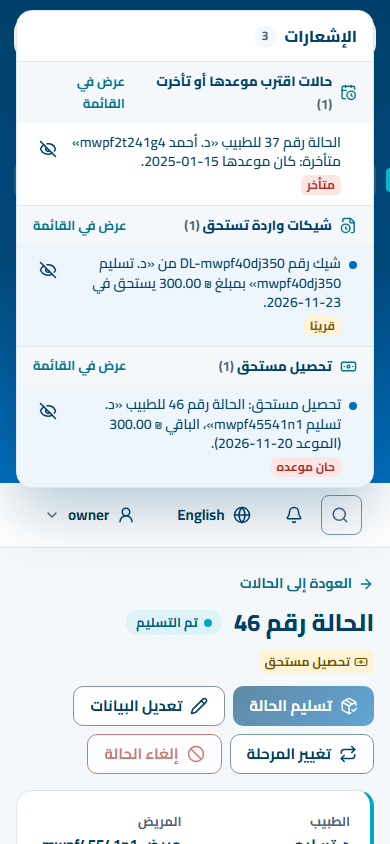 الإشعارات 3
حالات اقترب موعدها أو تأخرت (1)
عرض في القائمة
الحالة رقم 37 للطبيب «د. أحمد mwpf2t241g4»
متأخرة: كان موعدها 15-01-2025.
متأخر
شيكات واردة تستحق (1)
عرض في القائمة
شيك رقم DL-mwpf40dj350 من «د. تسليم
mwpf40dj350» بمبلغ 300.00 ₪ يستحق في
23-11-2026.
قريبًا
تحصيل مستحق (1)
عرض في القائمة
تحصيل مستحق: الحالة رقم 46 للطبيب «د.
تسليم mwpf45541n1»، الباقي 300.00 ₪
(الموعد 20-11-2026).
حان موعده
English
owner
العودة إلى الحالات
الحالة رقم 46
تم التسليم
تحصيل مستحق
تسليم الحالة
تعديل البيانات
تغيير المرحلة
إلغاء الحالة
الطبيب
المريض